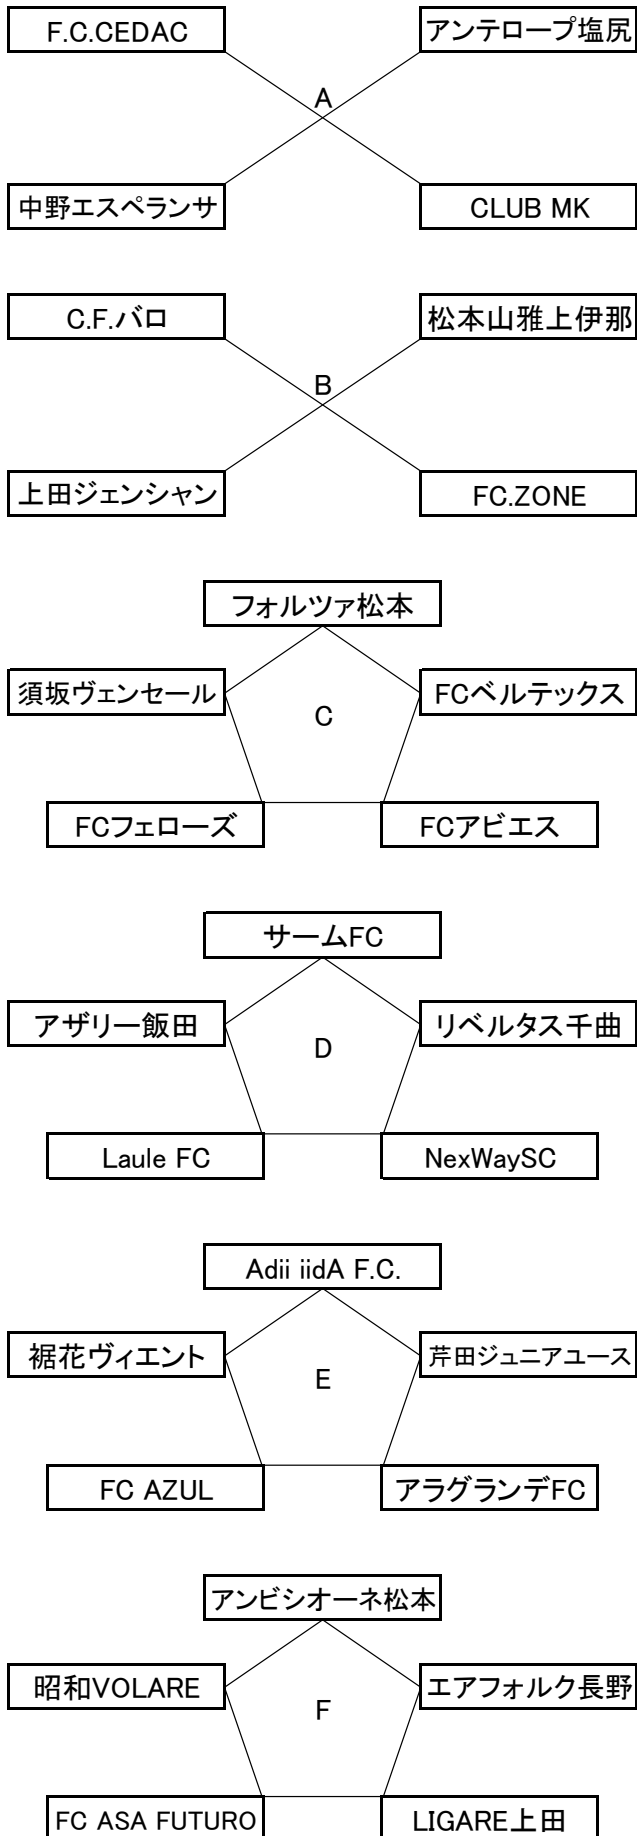 F.C.CEDAC
アンテロープ塩尻
A
中野エスペランサ
CLUB MK
C.F.バロ
松本山雅上伊那
B
上田ジェンシャン
FC.ZONE
フォルツァ松本
須坂ヴェンセール
FCベルテックス
C
FCフェローズ
FCアビエス
サームFC
アザリー飯田
リベルタス千曲
D
Laule FC
NexWaySC
Adii iidA F.C.
裾花ヴィエント
芹田ジュニアユース
E
FC AZUL
アラグランデFC
アンビシオーネ松本
昭和VOLARE
エアフォルク長野
F
FC ASA FUTURO
LIGARE上田